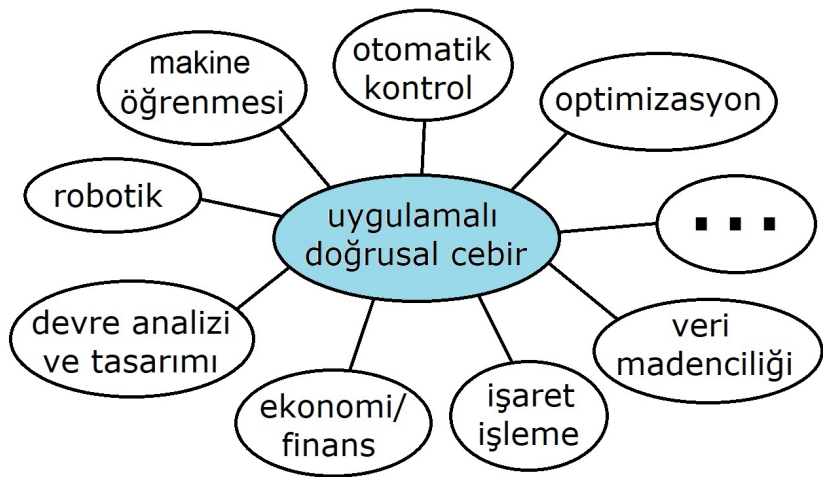 otomatik
kontrol
makine
öğrenmesi
optimizasyon
robotik
uygulamalı
doğrusal cebir
...
devre analizi
ve tasarımı
veri
madenciliği
ekonomi/
finans
işaret
işleme